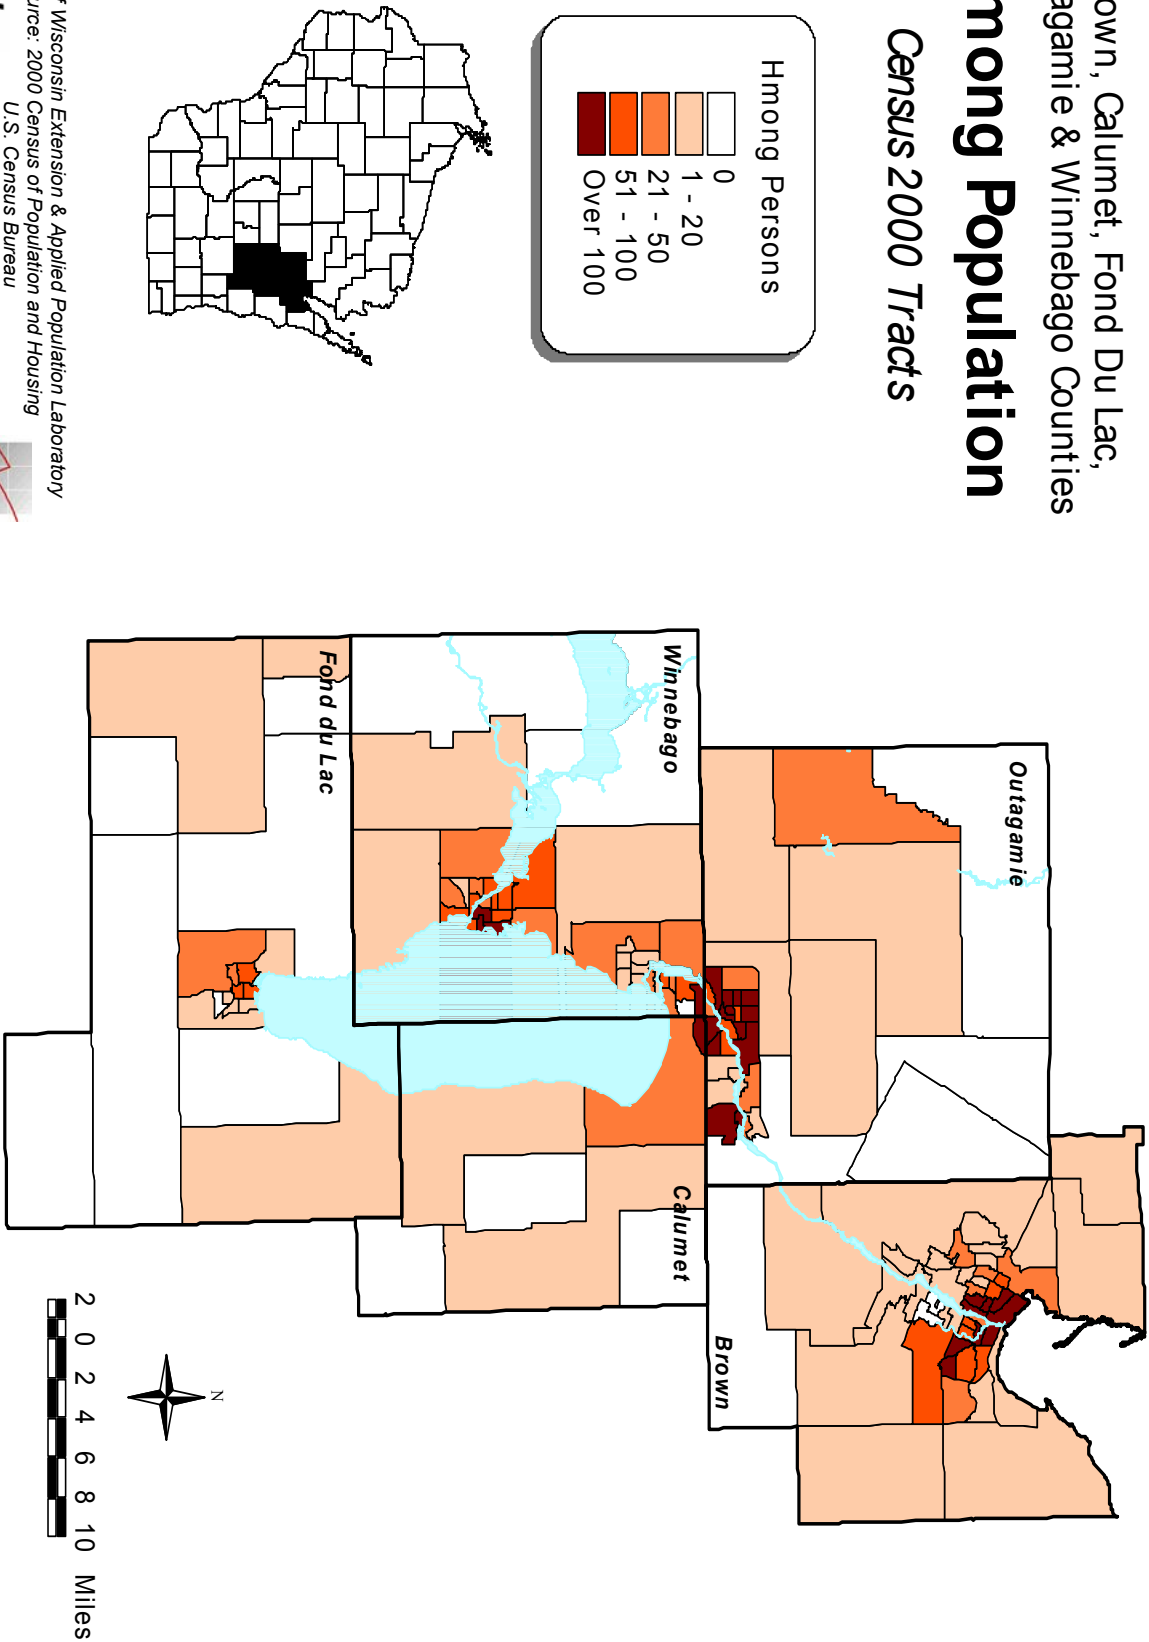 own, Calumet, Fond Du Lac,
agamie & Winnebago Counties
mong Population
Census 2000 Tracts
Hmong Persons
0
1 - 20
21 - 50
51 - 100
Over 100
f Wisconsin Extension & Applied Population Laboratory
urce: 2000 Census of Population and Housing
U.S. Census Bureau
Outagamie
Winnebago
Fond du Lac
Calumet
Brown
N
2 0 2 4 6 8 10 Miles